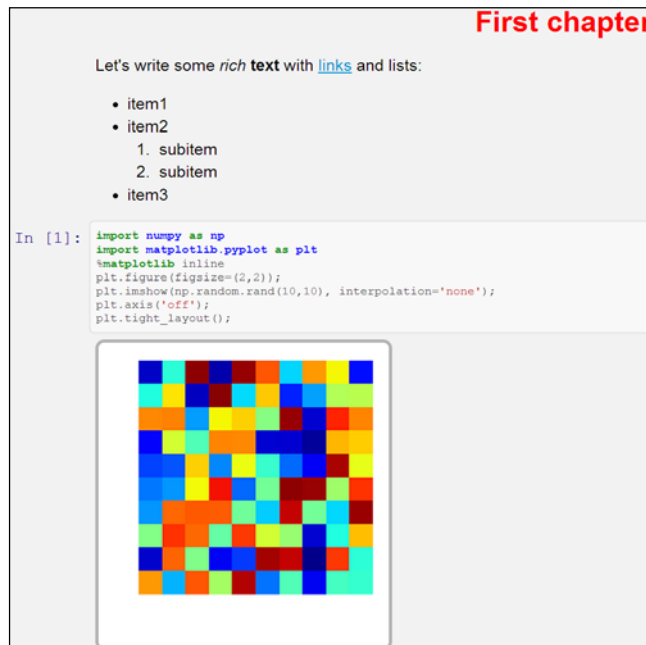 First chapter
Let's write some rich text with links and lists:
• item1
• item2
1. subitem
2. subitem
• item3
In [1]:
import numpy as np
import matplotlib.pyplot as plt
%matplotlib inline
plt.figure(figsize=(2,2));
plt.imshow(np.random.rand(10,10), interpolation='none');
plt.axis('off');
plt.tight_layout();